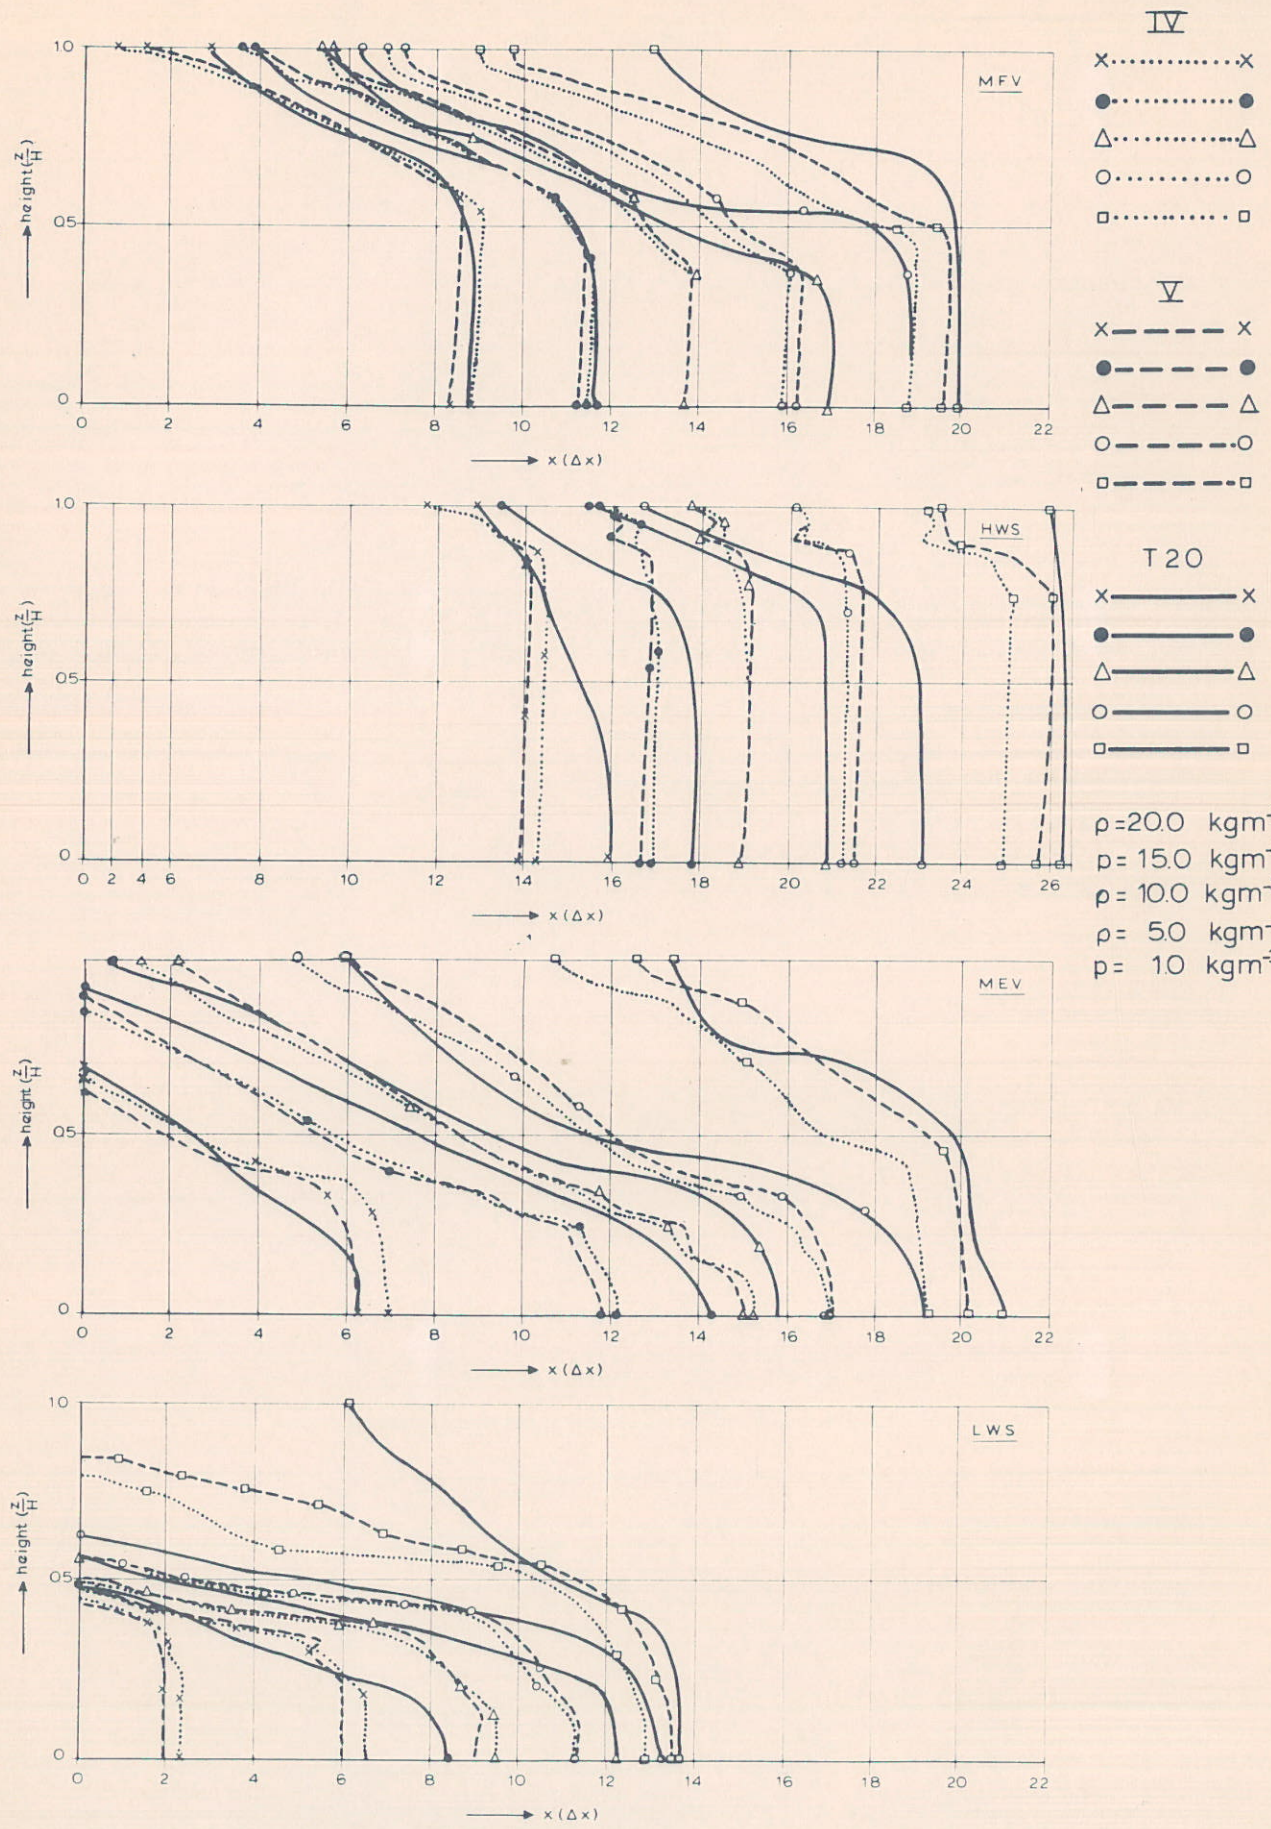 IV
V
T20
ρ=20.0 kgm
ρ= 15.0 kgm
ρ= 10.0 kgm
ρ= 5.0 kgm
ρ= 1.0 kgm
MFV
10
05
0
height (z/H)
0 2 4 6 8 10 12 14 16 18 20 22
x (Δx)
HWS
10
05
0
height (z/H)
0 2 4 6 14 16 18 20 22 24 26
x (Δx)
MEV
05
0
height (z/H)
0 2 4 6 8 10 12 14 16 18 20 22
x (Δx)
LWS
10
05
0
height (z/H)
0 2 4 6 8 10 12 14 16 18 20 22
x (Δx)